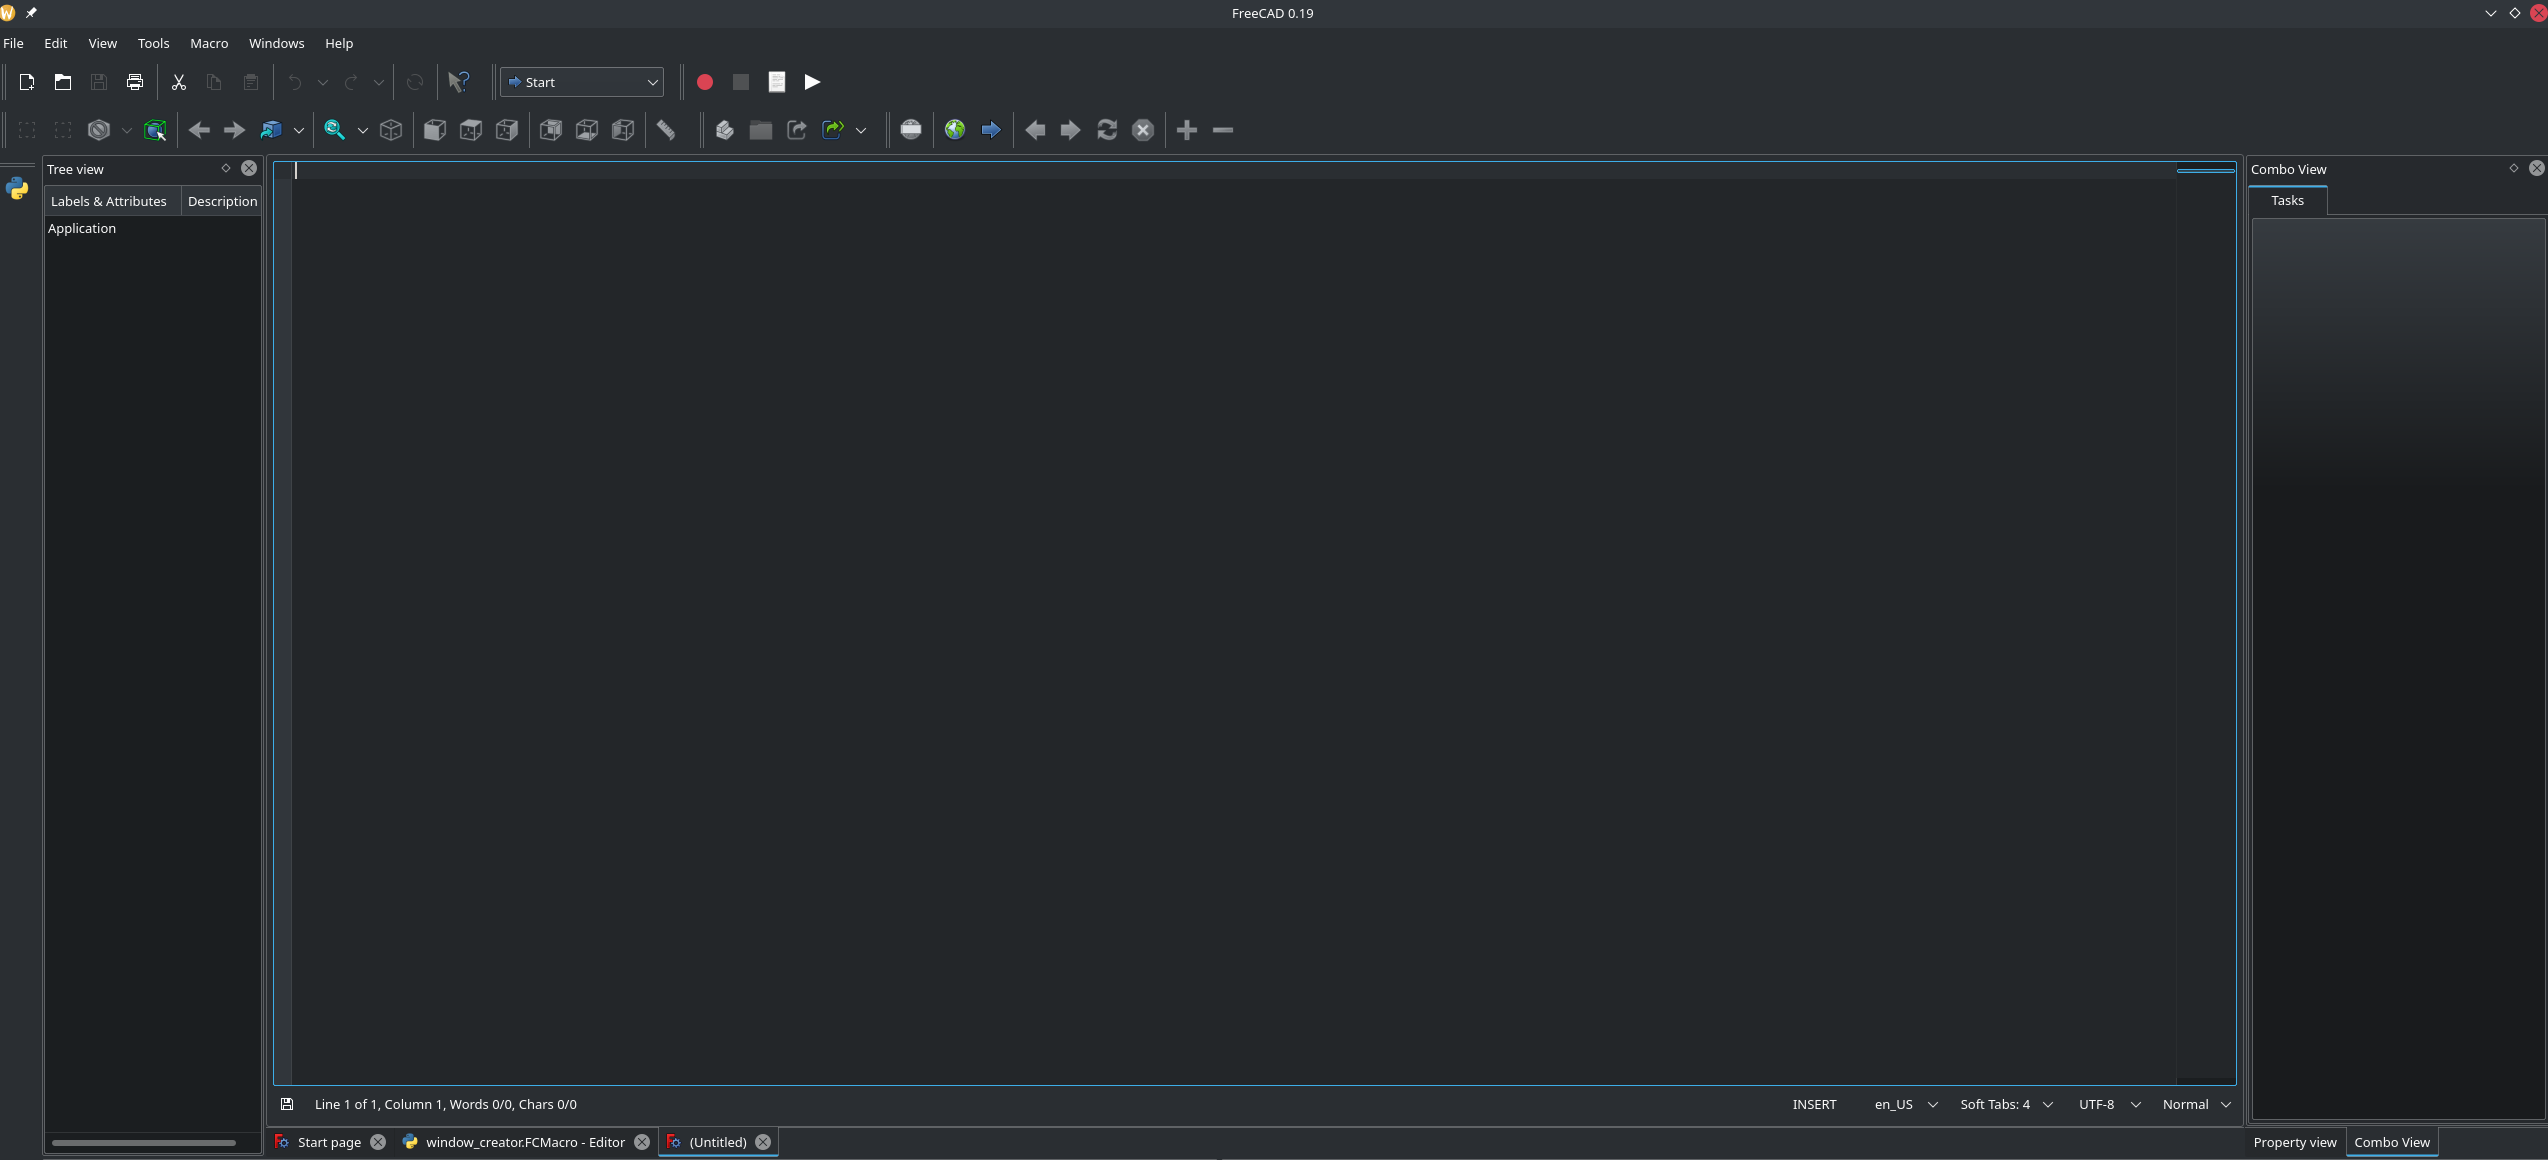 FreeCAD 0.19
File Edit View Tools Macro Windows Help
Start
Tree view
Labels & Attributes Description
Application
Combo View
Tasks
Line 1 of 1, Column 1, Words 0/0, Chars 0/0
INSERT en_US Soft Tabs: 4 UTF-8 Normal
Start page window_creator.FCMacro - Editor (Untitled)
Property view Combo View